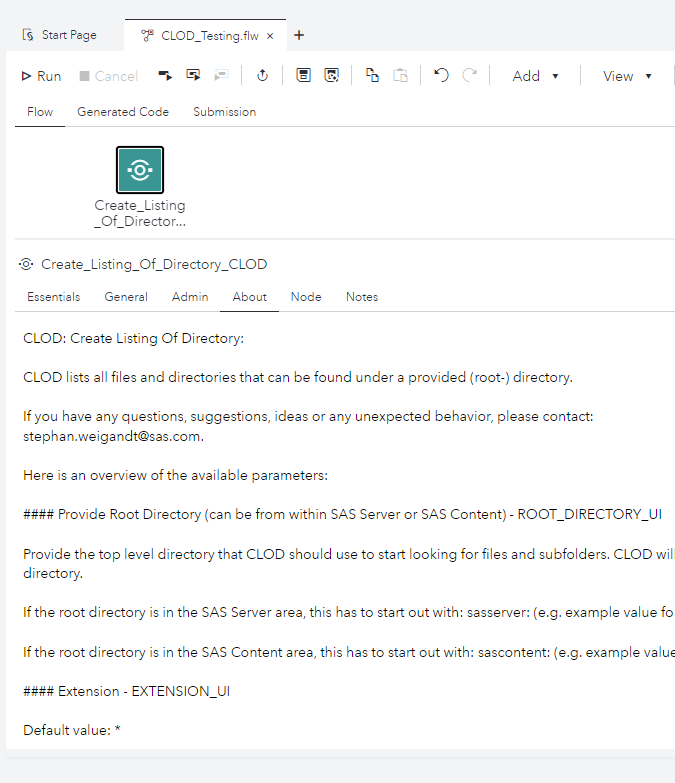 Start Page
CLOD_Testing.flw ×
Run Cancel Add View
Flow Generated Code Submission
Create_Listing
_Of_Director...
Create_Listing_Of_Directory_CLOD
Essentials General Admin About Node Notes
CLOD: Create Listing Of Directory:
CLOD lists all files and directories that can be found under a provided (root-) directory.
If you have any questions, suggestions, ideas or any unexpected behavior, please contact:
stephan.weigandt@sas.com.
Here is an overview of the available parameters:
#### Provide Root Directory (can be from within SAS Server or SAS Content) - ROOT_DIRECTORY_UI
Provide the top level directory that CLOD should use to start looking for files and subfolders. CLOD will
directory.
If the root directory is in the SAS Server area, this has to start out with: sasserver: (e.g. example value fo
If the root directory is in the SAS Content area, this has to start out with: sascontent: (e.g. example value
#### Extension - EXTENSION_UI
Default value: *